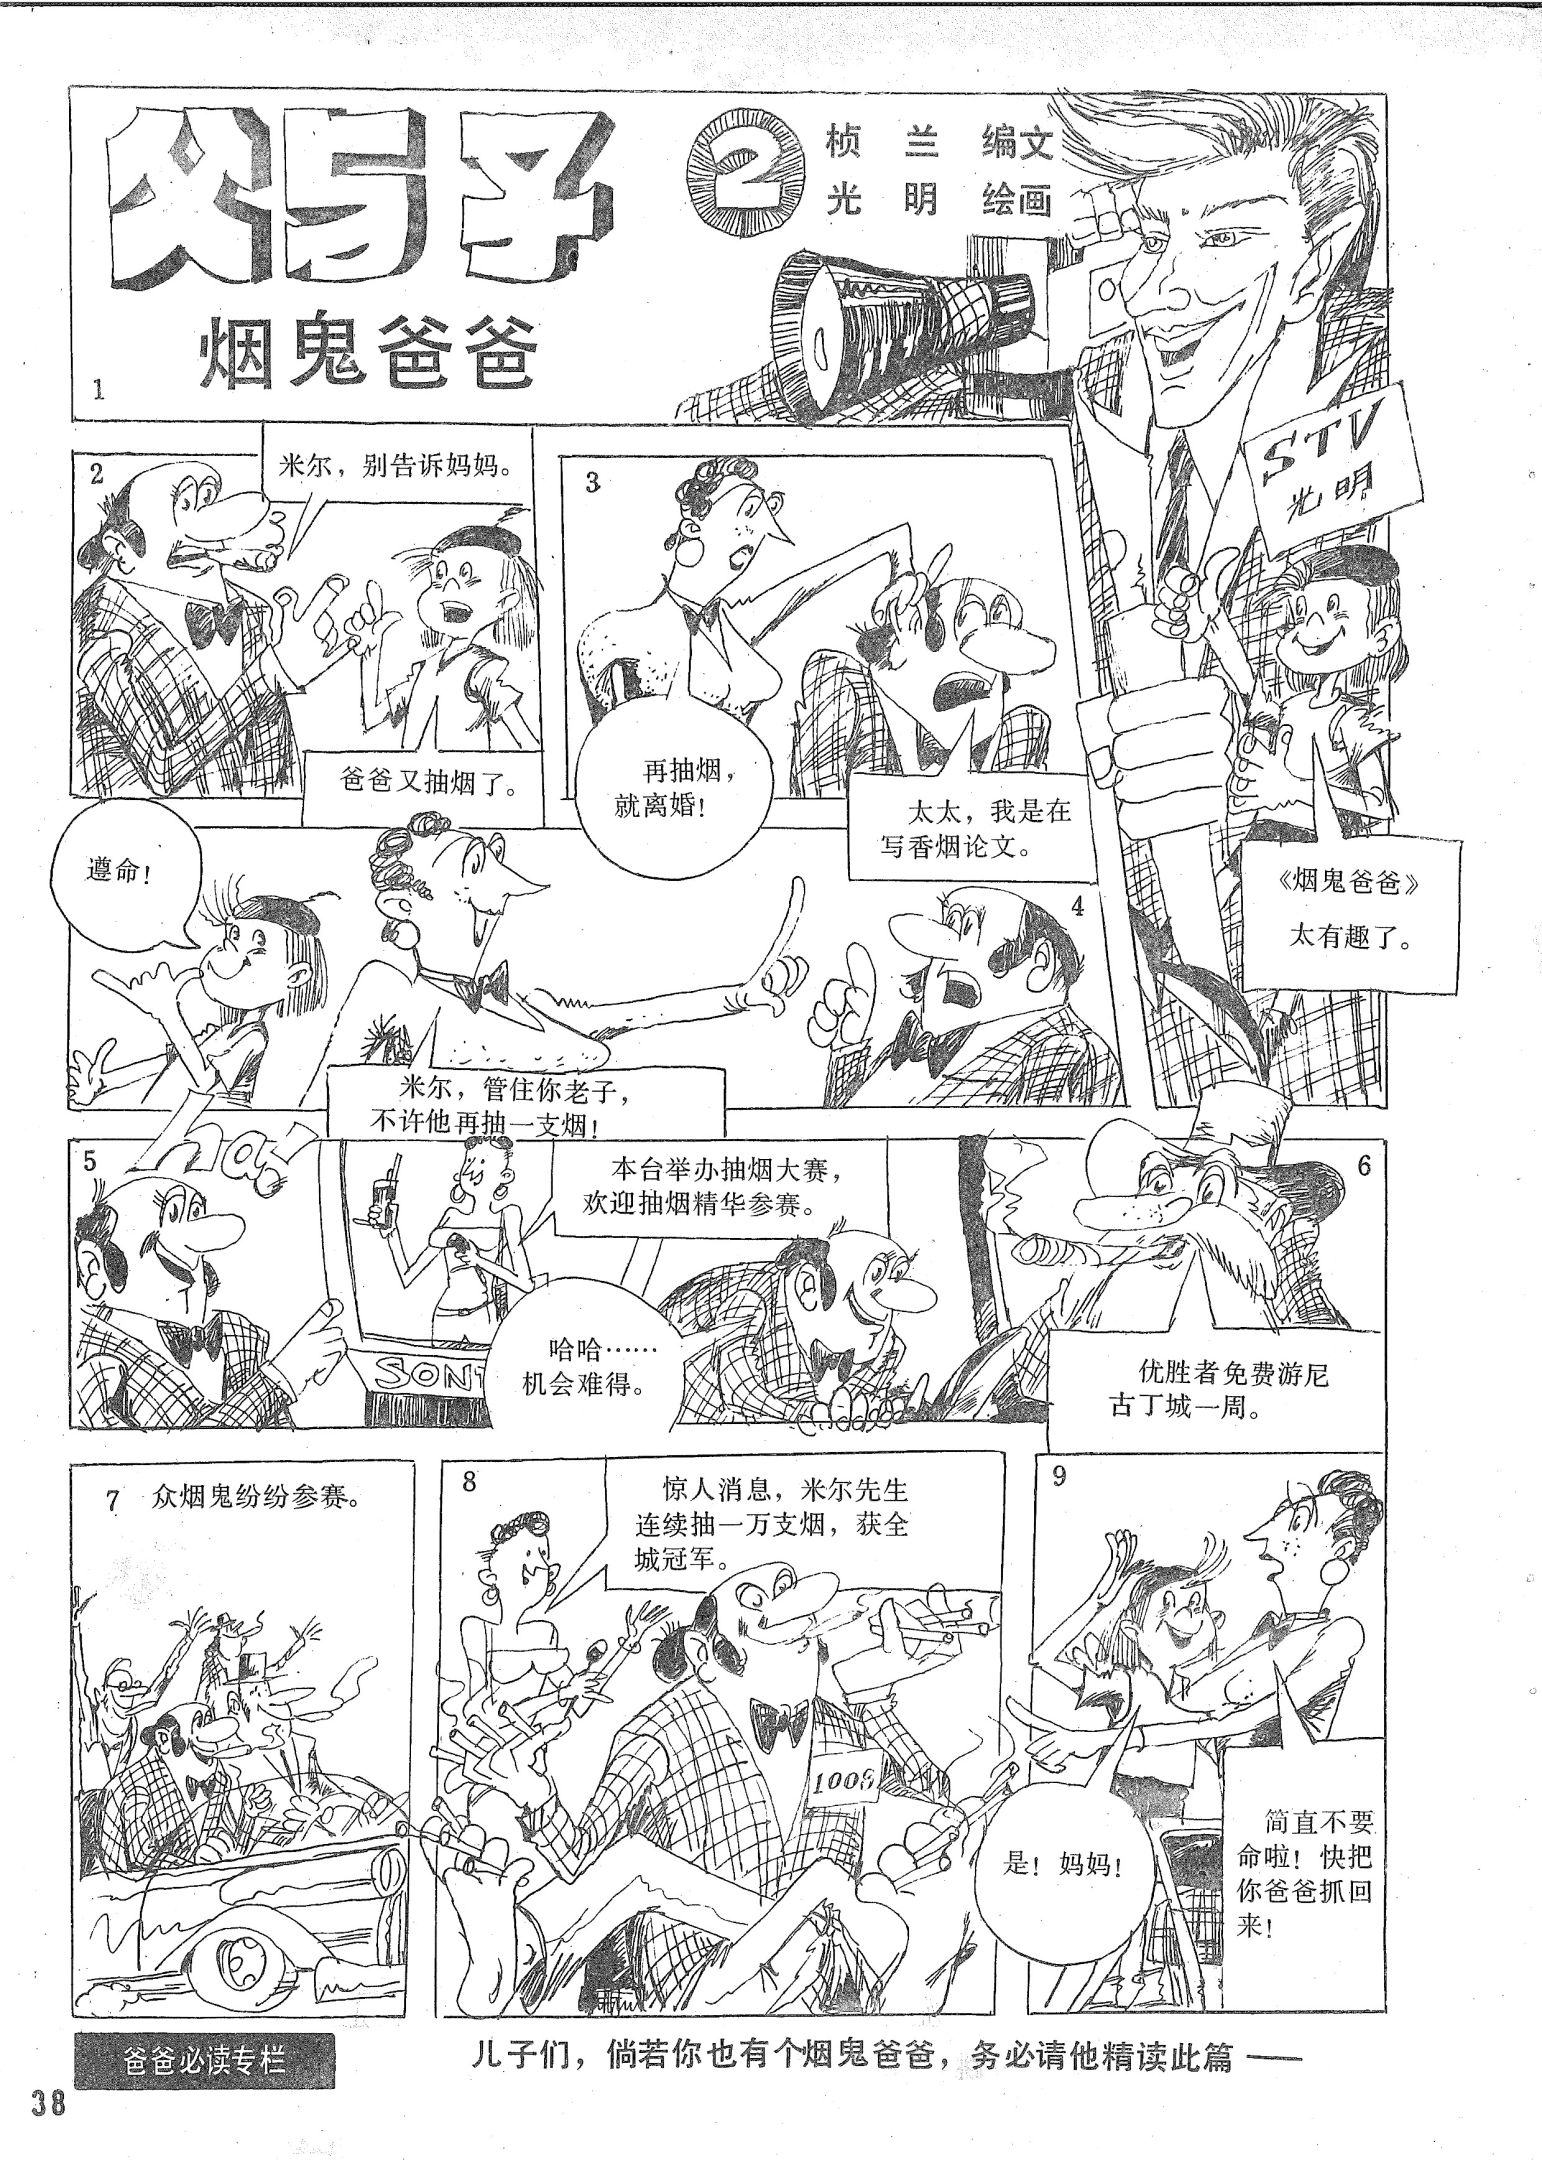 父与子
2
桢 兰 编文
光 明 绘画
烟鬼爸爸
1
STV
光明
《烟鬼爸爸》
太有趣了。
2
米尔，别告诉妈妈。
爸爸又抽烟了。
3
再抽烟，
就离婚！
太太，我是在
写香烟论文。
4
遵命！
米尔，管住你老子，
不许他再抽一支烟！
5
ha!
本台举办抽烟大赛，
欢迎抽烟精华参赛。
SONY
哈哈……
机会难得。
6
优胜者免费游尼
古丁城一周。
7 众烟鬼纷纷参赛。
8
惊人消息，米尔先生
连续抽一万支烟，获全
城冠军。
1008
9
是！妈妈！
简直不要
命啦！快把
你爸爸抓回
来！
爸爸必读专栏
儿子们，倘若你也有个烟鬼爸爸，务必请他精读此篇——
38